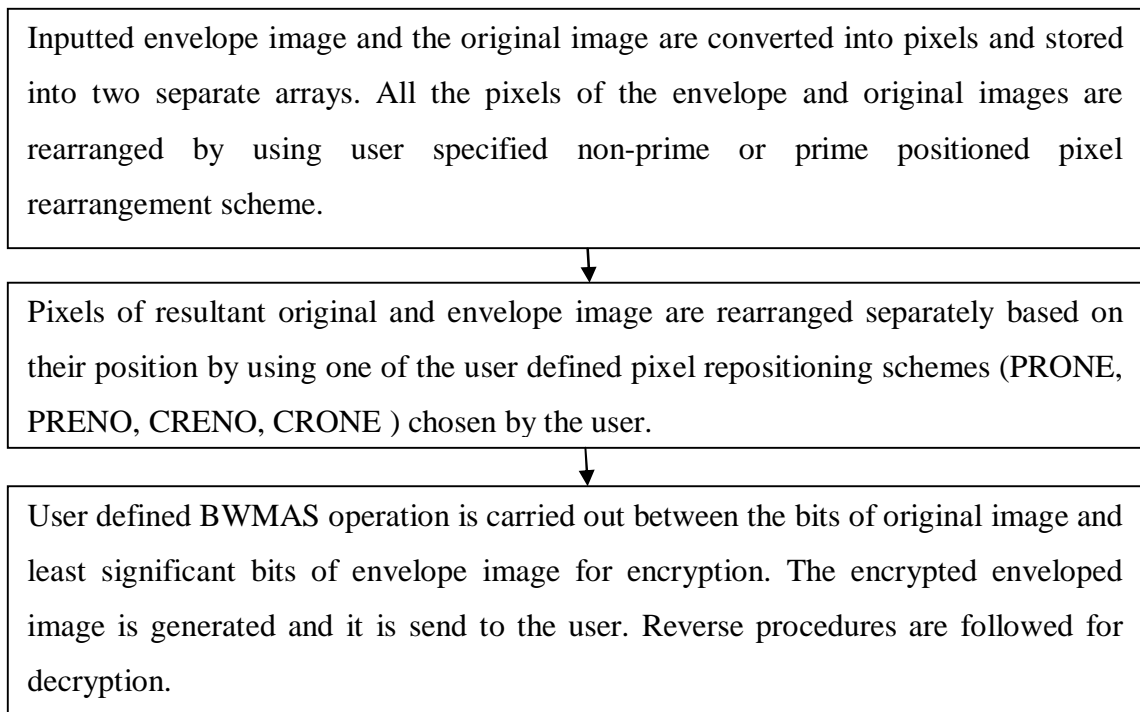 Inputted envelope image and the original image are converted into pixels and stored
into two separate arrays. All the pixels of the envelope and original images are
rearranged by using user specified non-prime or prime positioned pixel
rearrangement scheme.
Pixels of resultant original and envelope image are rearranged separately based on
their position by using one of the user defined pixel repositioning schemes (PRONE,
PRENO, CRENO, CRONE ) chosen by the user.
User defined BWMAS operation is carried out between the bits of original image and
least significant bits of envelope image for encryption. The encrypted enveloped
image is generated and it is send to the user. Reverse procedures are followed for
decryption.